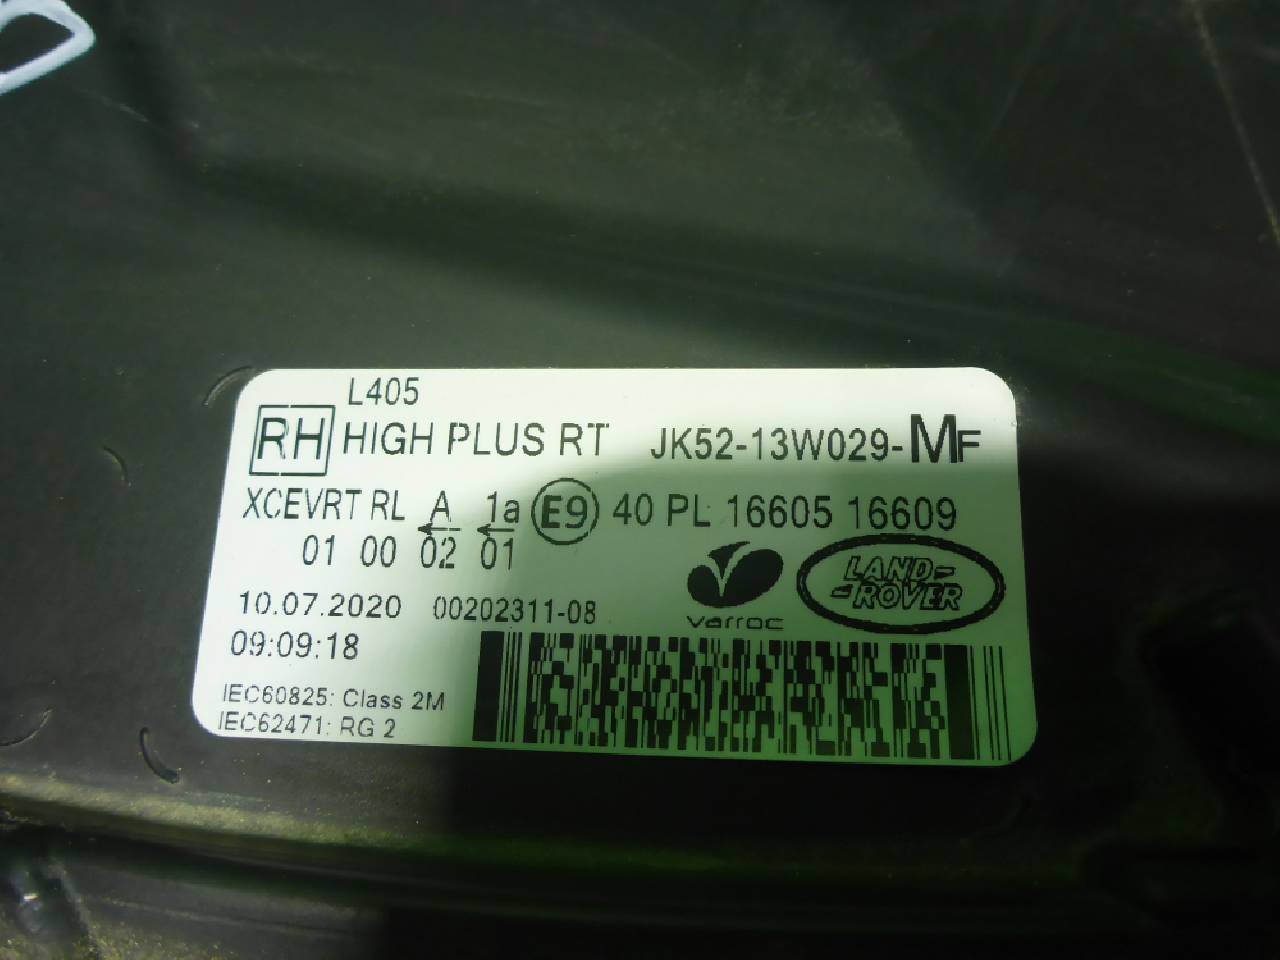 L405
RH HIGH PLUS RT JK52-13W029-MF
XCEVRT RL A 1a E9 40 PL 16605 16609
01 00 02 01
varroc LAND-
-ROVER
10.07.2020 00202311-08
09:09:18
IEC60825: Class 2M
IEC62471: RG 2